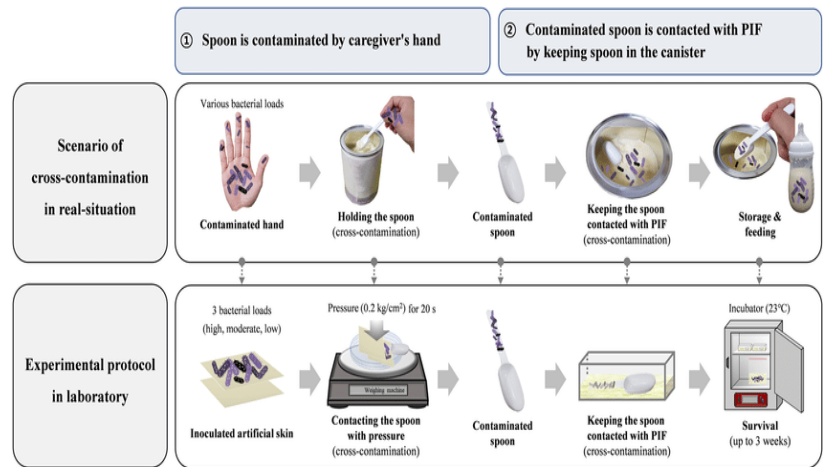 ① Spoon is contaminated by caregiver's hand
② Contaminated spoon is contacted with PIF
by keeping spoon in the canister
Scenario of
cross-contamination
in real-situation
Various bacterial loads
Contaminated hand
Holding the spoon
(cross-contamination)
Contaminated
spoon
Keeping the spoon
contacted with PIF
(cross-contamination)
Storage &
feeding
Experimental protocol
in laboratory
3 bacterial loads
(high, moderate, low)
Inoculated artificial skin
Pressure (0.2 kg/cm²) for 20 s
Weighing machine
Contacting the spoon
with pressure
(cross-contamination)
Contaminated
spoon
Keeping the spoon
contacted with PIF
(cross-contamination)
Incubator (23℃)
Survival
(up to 3 weeks)